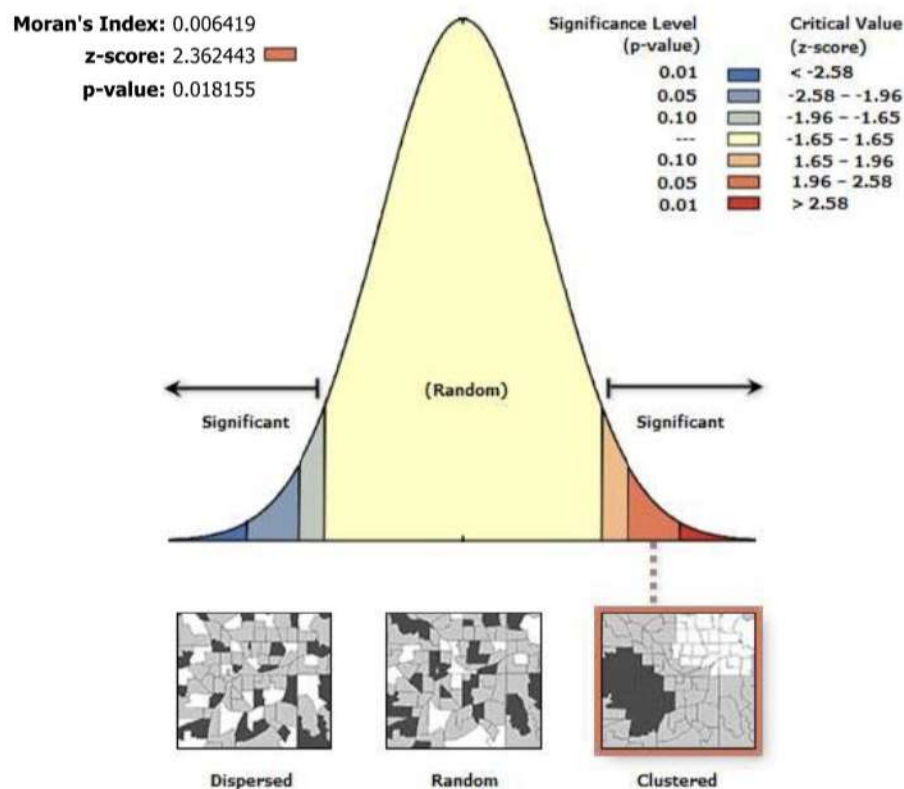 Moran's Index: 0.006419
z-score: 2.362443
p-value: 0.018155
Significance Level
(p-value)
Critical Value
(z-score)
0.01 < -2.58
0.05 -2.58 – -1.96
0.10 -1.96 – -1.65
--- -1.65 – 1.65
0.10 1.65 – 1.96
0.05 1.96 – 2.58
0.01 > 2.58
(Random)
Significant
Significant
Dispersed
Random
Clustered